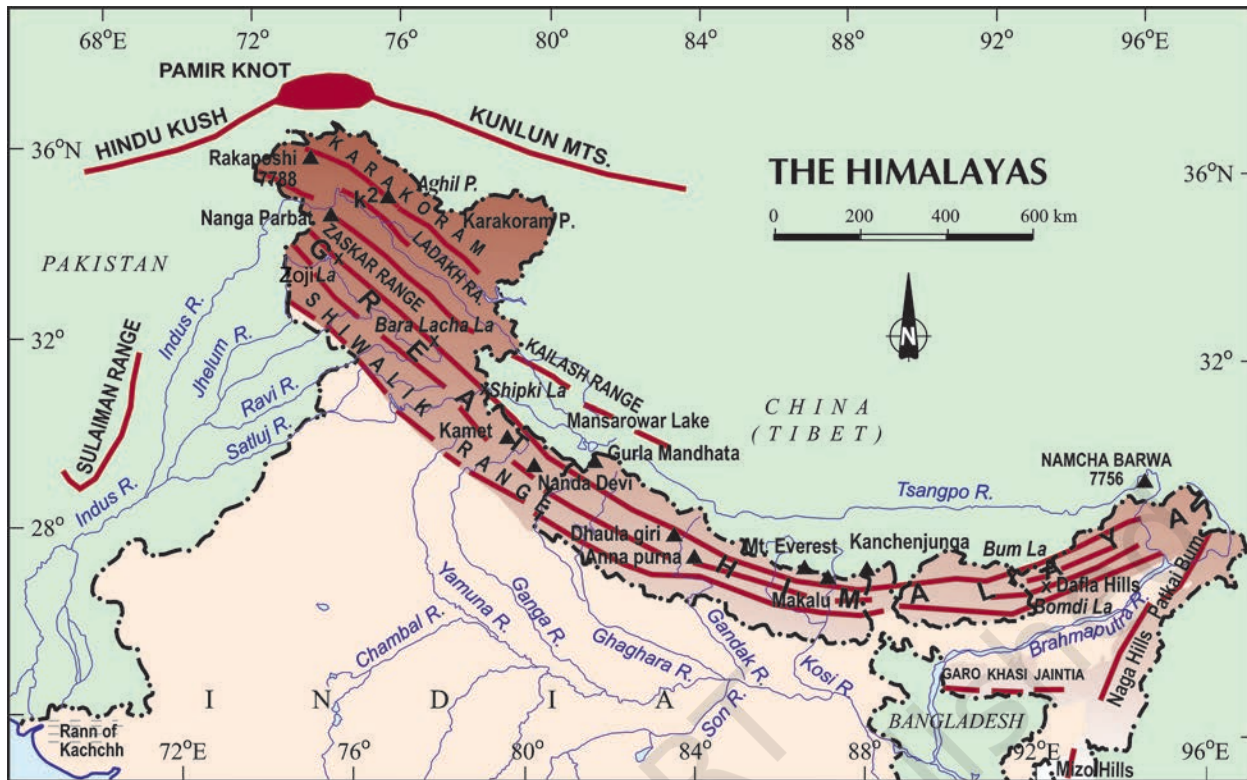 68°E
72°
76°
80°
84°
88°
92°
96°E
PAMIR KNOT
HINDU KUSH
KUNLUN MTS.
36°N
36°N
THE HIMALAYAS
0 200 400 600 km
N
Rakaposhi
7788
KARAKORAM
Aghil P.
K2
Karakoram P.
Nanga Parbat
LADAKH RA.
ZASKAR RANGE
PAKISTAN
Zoji La
GREAT HIMALAYAN
Bara Lacha La
SHIWALIK RANGE
Indus R.
Jhelum R.
Ravi R.
Satluj R.
32°
32°
SULAIMAN RANGE
KAILASH RANGE
Shipki La
Mansarowar Lake
CHINA
(TIBET)
Kamet
Gurla Mandhata
Nanda Devi
NAMCHA BARWA
7756
Tsangpo R.
Indus R.
28°
Dhaula giri
Anna purna
Mt. Everest
Kanchenjunga
Makalu
Bum La
Dafla Hills
Bomdi La
Patkai Bum
Brahmaputra R.
Naga Hills
Yamuna R.
Ganga R.
Chambal R.
Ghaghara R.
Gandak R.
Kosi R.
Son R.
GARO KHASI JAINTIA
INDIA
BANGLADESH
Rann of
Kachchh
Mizo Hills
72°E
76°
80°
84°
88°
92°E
96°E